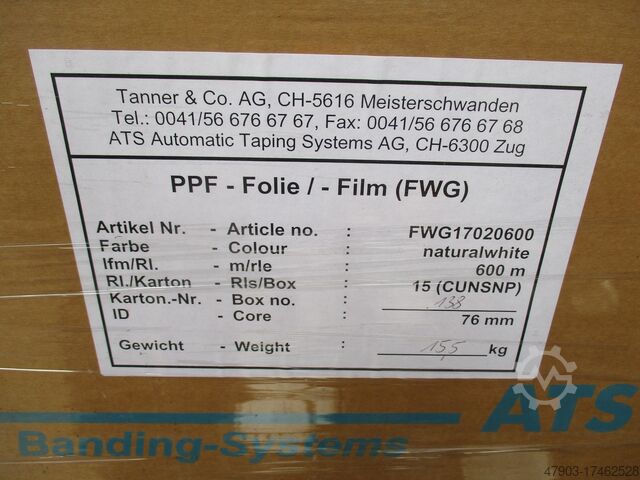 Tanner & Co. AG, CH-5616 Meisterschwanden
Tel.: 0041/56 676 67 67, Fax: 0041/56 676 67 68
ATS Automatic Taping Systems AG, CH-6300 Zug
PPF - Folie / - Film (FWG)
Artikel Nr. - Article no. : FWG17020600
Farbe - Colour : naturalwhite
lfm/Rl. - m/rle : 600 m
Rl./Karton - Rls/Box : 15 (CUNSNP)
Karton.-Nr. - Box no. : 138
ID - Core : 76 mm
Gewicht - Weight : 15,5 kg
ATS
Banding-Systems
47903-17462528